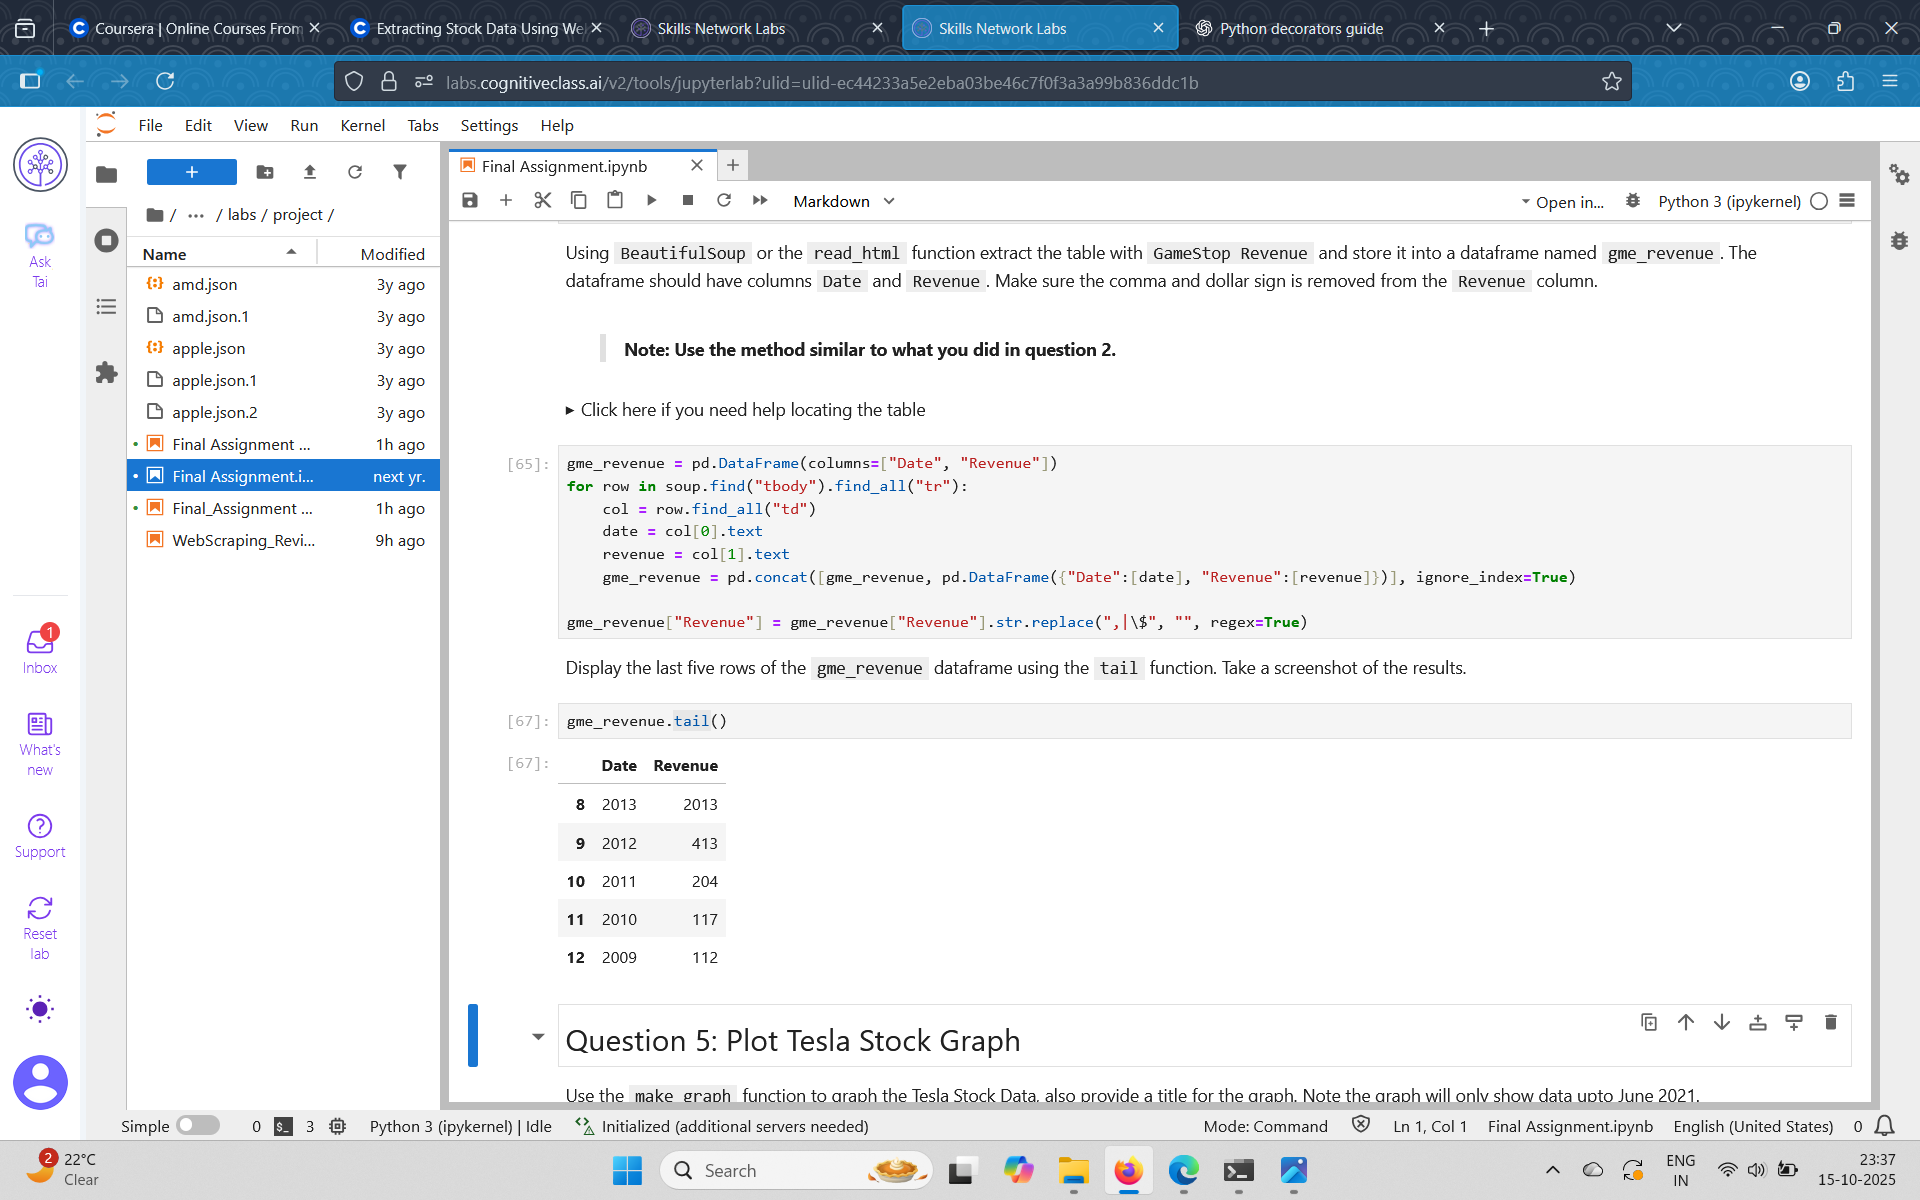 Coursera | Online Courses From
Extracting Stock Data Using We
Skills Network Labs
Skills Network Labs
Python decorators guide
labs.cognitiveclass.ai/v2/tools/jupyterlab?ulid=ulid-ec44233a5e2eba03be46c7f0f3a3a99b836ddc1b
File Edit View Run Kernel Tabs Settings Help
Ask
Tai
Inbox
1
What's
new
Support
Reset
lab
/ ··· / labs / project /
Name Modified
amd.json 3y ago
amd.json.1 3y ago
apple.json 3y ago
apple.json.1 3y ago
apple.json.2 3y ago
Final Assignment ... 1h ago
Final Assignment.i... next yr.
Final_Assignment ... 1h ago
WebScraping_Revi... 9h ago
Final Assignment.ipynb
Markdown
Open in...
Python 3 (ipykernel)
Using BeautifulSoup or the read_html function extract the table with GameStop Revenue and store it into a dataframe named gme_revenue. The
dataframe should have columns Date and Revenue. Make sure the comma and dollar sign is removed from the Revenue column.
Note: Use the method similar to what you did in question 2.
▸ Click here if you need help locating the table
[65]: gme_revenue = pd.DataFrame(columns=["Date", "Revenue"])
for row in soup.find("tbody").find_all("tr"):
    col = row.find_all("td")
    date = col[0].text
    revenue = col[1].text
    gme_revenue = pd.concat([gme_revenue, pd.DataFrame({"Date":[date], "Revenue":[revenue]})], ignore_index=True)
gme_revenue["Revenue"] = gme_revenue["Revenue"].str.replace(",|\$", "", regex=True)
Display the last five rows of the gme_revenue dataframe using the tail function. Take a screenshot of the results.
[67]: gme_revenue.tail()
[67]: Date Revenue
8 2013 2013
9 2012 413
10 2011 204
11 2010 117
12 2009 112
Question 5: Plot Tesla Stock Graph
Use the make_graph function to graph the Tesla Stock Data, also provide a title for the graph. Note the graph will only show data upto June 2021.
Simple 0 $_ 3 Python 3 (ipykernel) | Idle Initialized (additional servers needed) Mode: Command Ln 1, Col 1 Final Assignment.ipynb English (United States) 0
2
22°C
Clear
Search
ENG
IN
23:37
15-10-2025